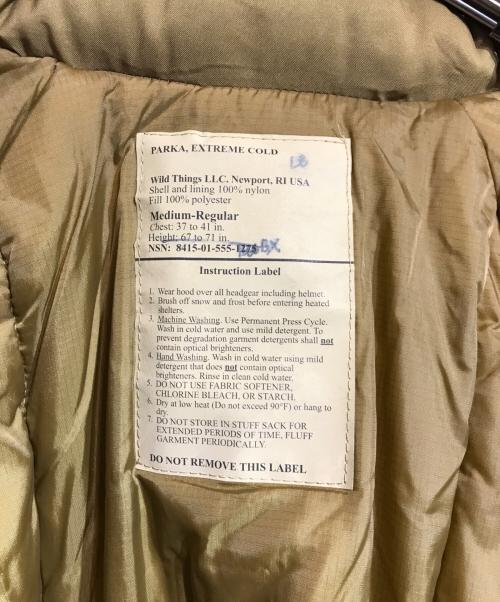 PARKA, EXTREME COLD
Wild Things LLC. Newport, RI USA
Shell and lining 100% nylon
Fill 100% polyester
Medium-Regular
Chest: 37 to 41 in.
Height: 67 to 71 in.
NSN: 8415-01-555-
Instruction Label
1. Wear hood over all headgear including helmet.
2. Brush off snow and frost before entering heated
shelters.
3. Machine Washing. Use Permanent Press Cycle.
Wash in cold water and use mild detergent. To
prevent degradation garment detergents shall not
contain optical brighteners.
4. Hand Washing. Wash in cold water using mild
detergent that does not contain optical
brighteners. Rinse in clean cold water.
5. DO NOT USE FABRIC SOFTENER,
CHLORINE BLEACH, OR STARCH.
6. Dry at low heat (Do not exceed 90°F) or hang to
dry.
7. DO NOT STORE IN STUFF SACK FOR
EXTENDED PERIODS OF TIME, FLUFF
GARMENT PERIODICALLY.
DO NOT REMOVE THIS LABEL